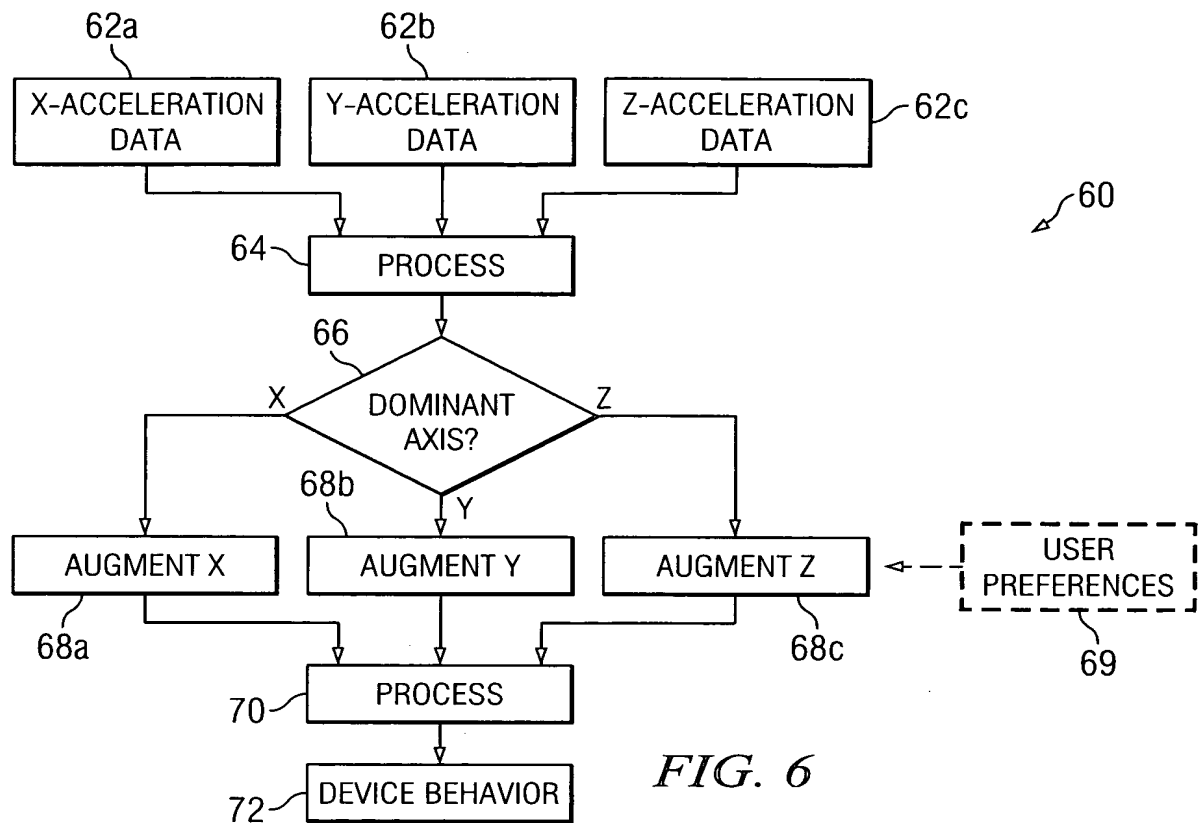 62a
62b
X-ACCELERATION
DATA
Y-ACCELERATION
DATA
Z-ACCELERATION
DATA
62c
60
64
PROCESS
66
X
DOMINANT
AXIS?
Z
Y
68b
AUGMENT X
AUGMENT Y
AUGMENT Z
USER
PREFERENCES
68a
68c
69
70
PROCESS
72
DEVICE BEHAVIOR
FIG. 6